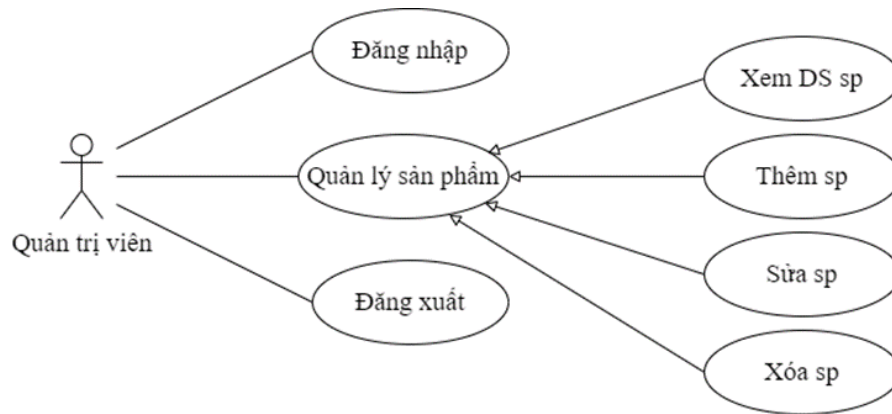 Đăng nhập
Xem DS sp
Quản lý sản phẩm
Thêm sp
Quản trị viên
Sửa sp
Đăng xuất
Xóa sp